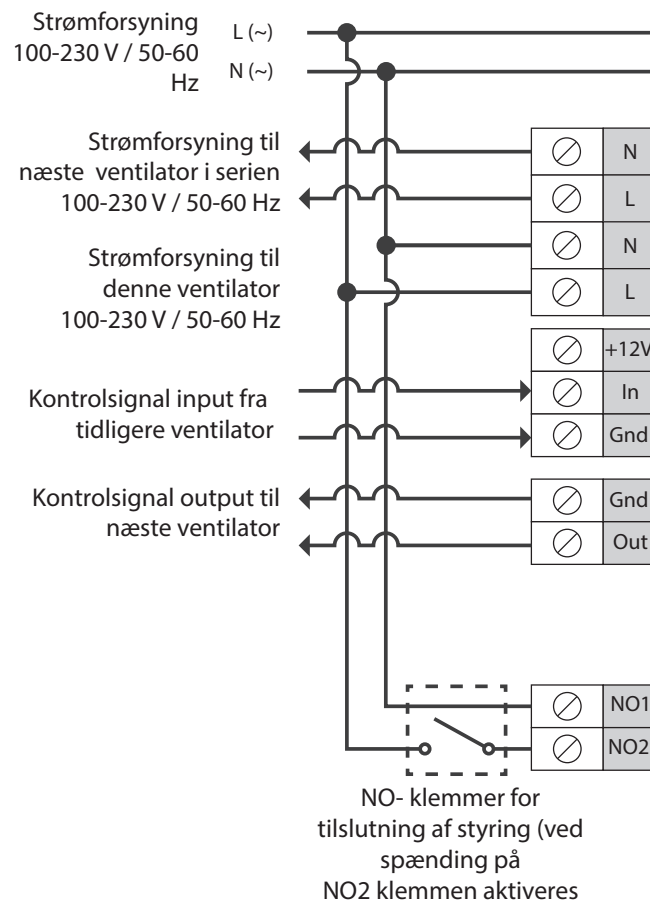 Strømforsyning
100-230 V / 50-60
Hz
L (~)
N (~)
Strømforsyning til
næste ventilator i serien
100-230 V / 50-60 Hz
N
L
Strømforsyning til
denne ventilator
100-230 V / 50-60 Hz
N
L
+12V
Kontrolsignal input fra
tidligere ventilator
In
Gnd
Kontrolsignal output til
næste ventilator
Gnd
Out
NO1
NO2
NO- klemmer for
tilslutning af styring (ved
spænding på
NO2 klemmen aktiveres